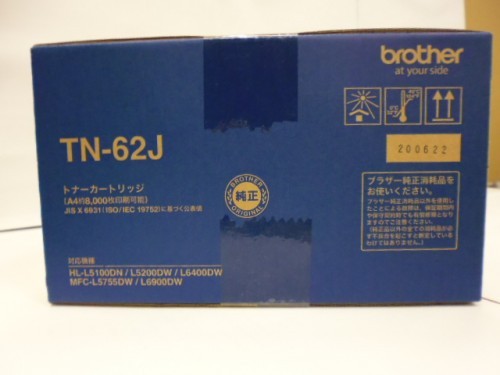 brother
at your side
TN-62J
200622
トナーカートリッジ
(A4約8,000枚印刷可能)
JIS X 6931(ISO/IEC 19752)に基づく公表値
BROTHER
純正
ORIGINAL
ブラザー純正消耗品を
お使いください。
対応機種
HL-L5100DN / L5200DW / L6400DW
MFC-L5755DW / L6900DW